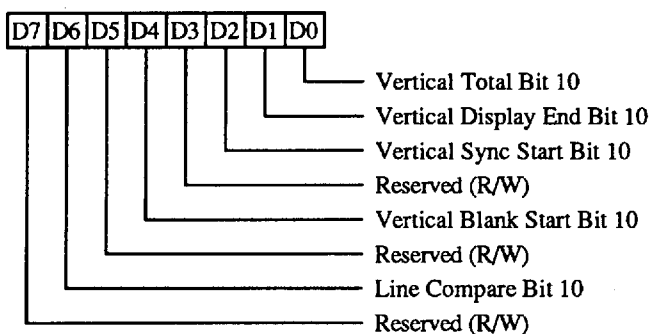 D7 D6 D5 D4 D3 D2 D1 D0
Vertical Total Bit 10
Vertical Display End Bit 10
Vertical Sync Start Bit 10
Reserved (R/W)
Vertical Blank Start Bit 10
Reserved (R/W)
Line Compare Bit 10
Reserved (R/W)